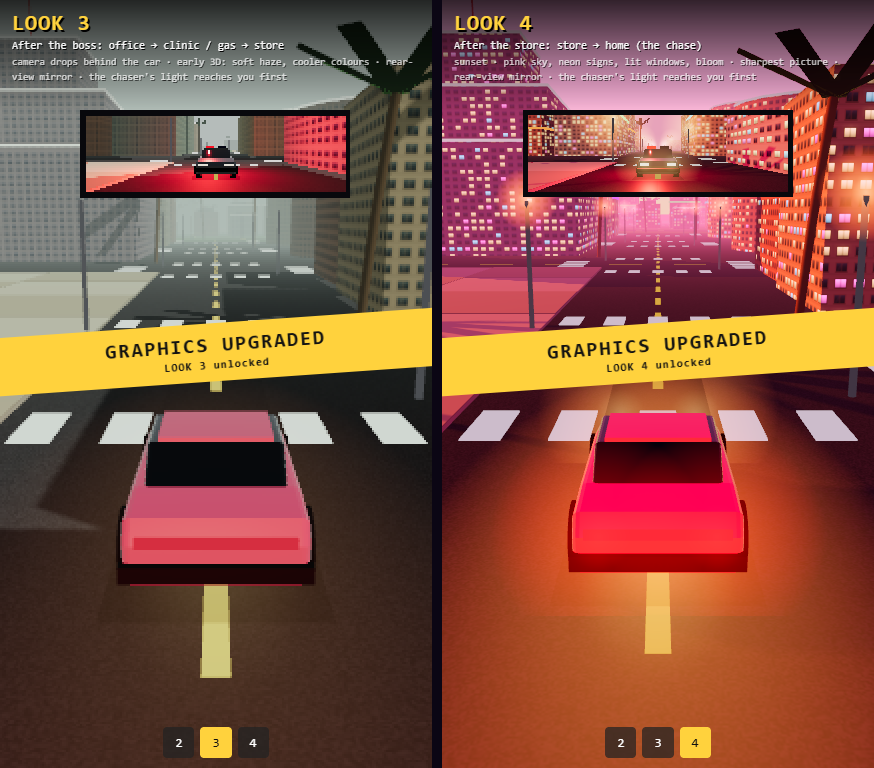 LOOK 3
After the boss: office → clinic / gas → store
camera drops behind the car · early 3D: soft haze, cooler colours · rear-
view mirror · the chaser's light reaches you first
GRAPHICS UPGRADED
LOOK 3 unlocked
2 3 4
LOOK 4
After the store: store → home (the chase)
sunset · pink sky, neon signs, lit windows, bloom · sharpest picture ·
rear-view mirror · the chaser's light reaches you first
GRAPHICS UPGRADED
LOOK 4 unlocked
2 3 4